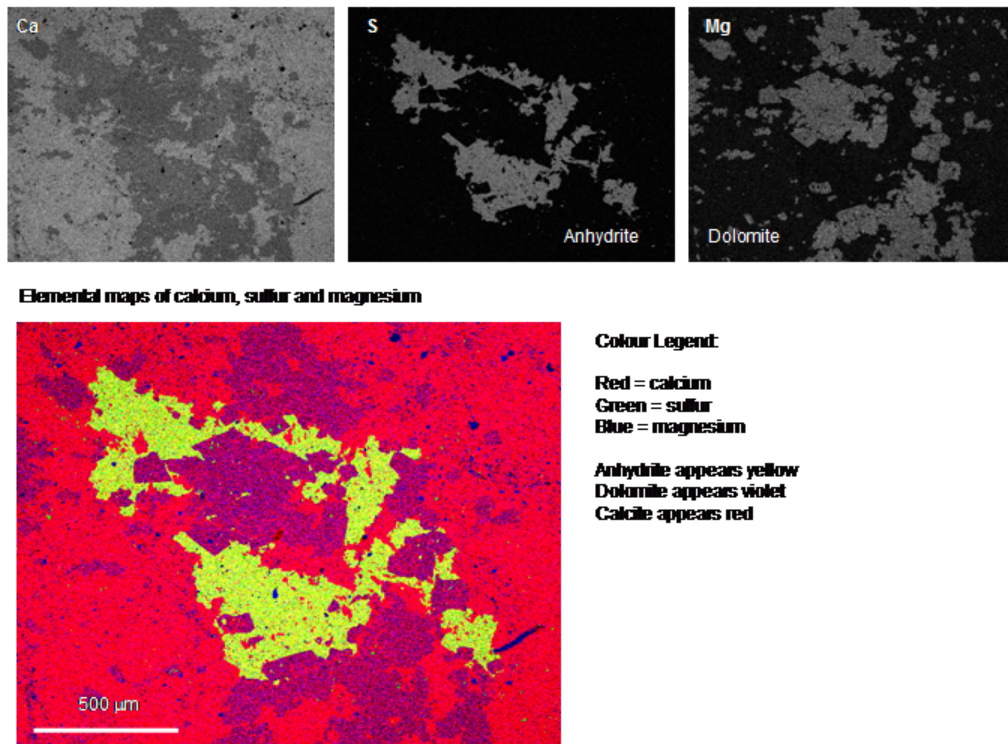 Ca
S
Mg
Anhydrite
Dolomite
Elemental maps of calcium, sulfur and magnesium
Colour Legend:
Red = calcium
Green = sulfur
Blue = magnesium
Anhydrite appears yellow
Dolomite appears violet
Calcite appears red
500 µm